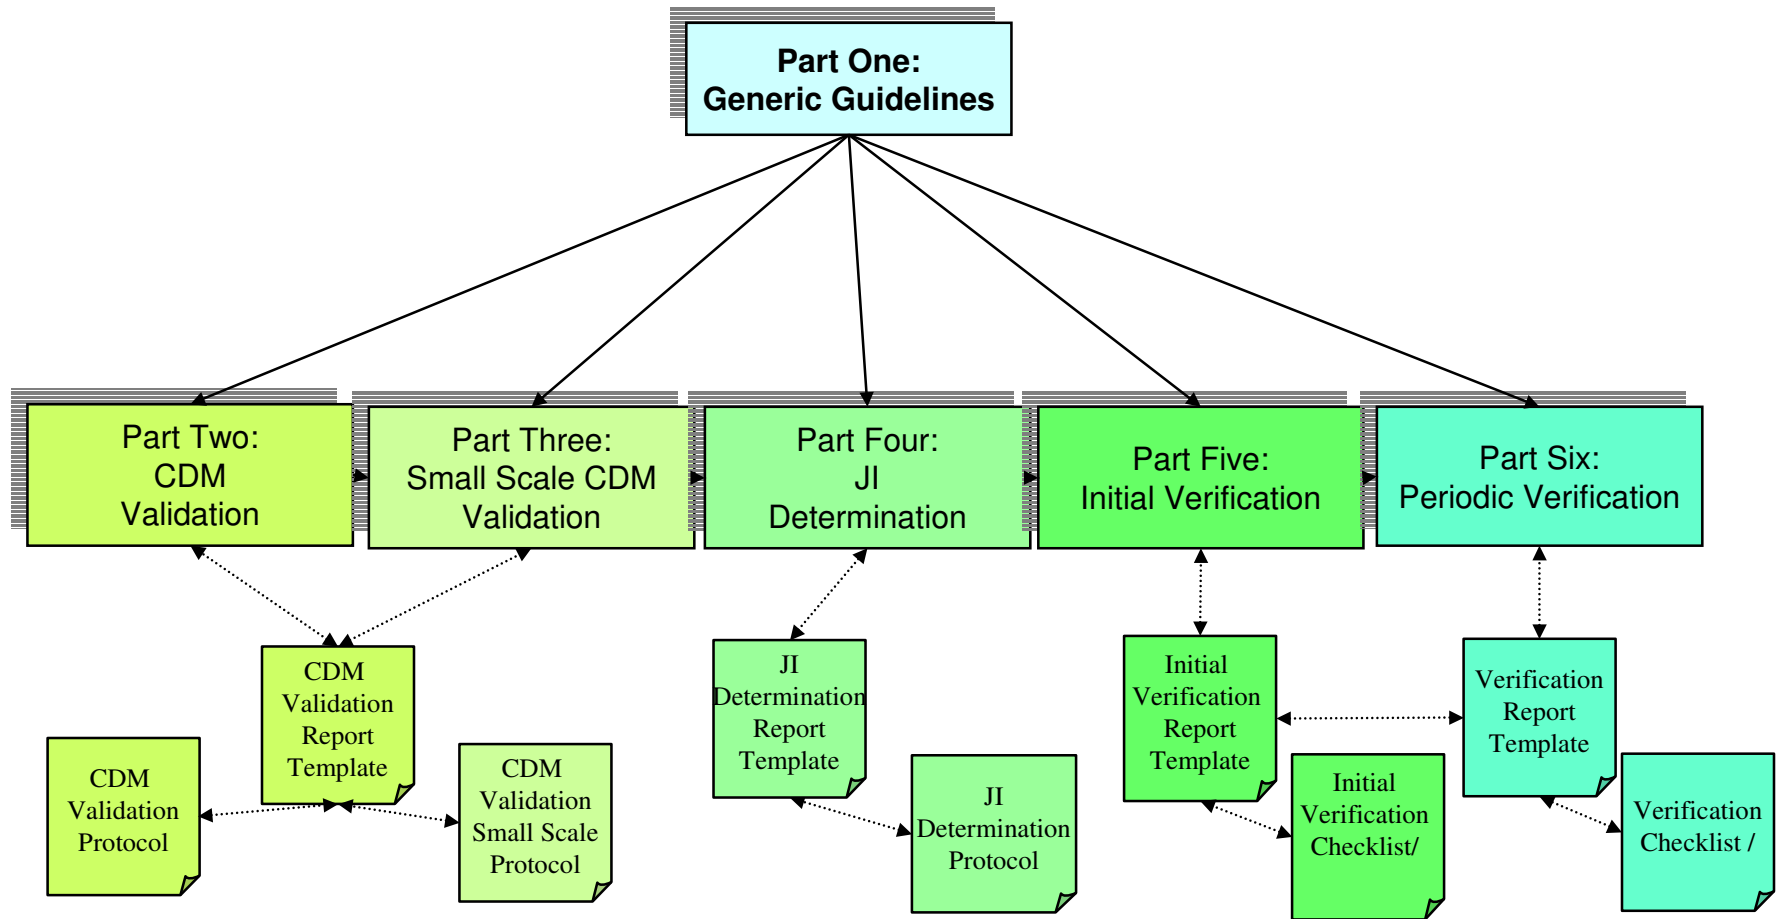 Part One:
Generic Guidelines
Part Two:
CDM
Validation
Part Three:
Small Scale CDM
Validation
Part Four:
JI
Determination
Part Five:
Initial Verification
Part Six:
Periodic Verification
CDM
Validation
Report
Template
JI
Determination
Report
Template
Initial
Verification
Report
Template
Verification
Report
Template
CDM
Validation
Protocol
CDM
Validation
Small Scale
Protocol
JI
Determination
Protocol
Initial
Verification
Checklist/
Verification
Checklist /